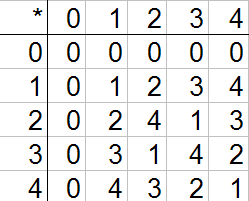 * 0 1 2 3 4
0 0 0 0 0 0
1 0 1 2 3 4
2 0 2 4 1 3
3 0 3 1 4 2
4 0 4 3 2 1